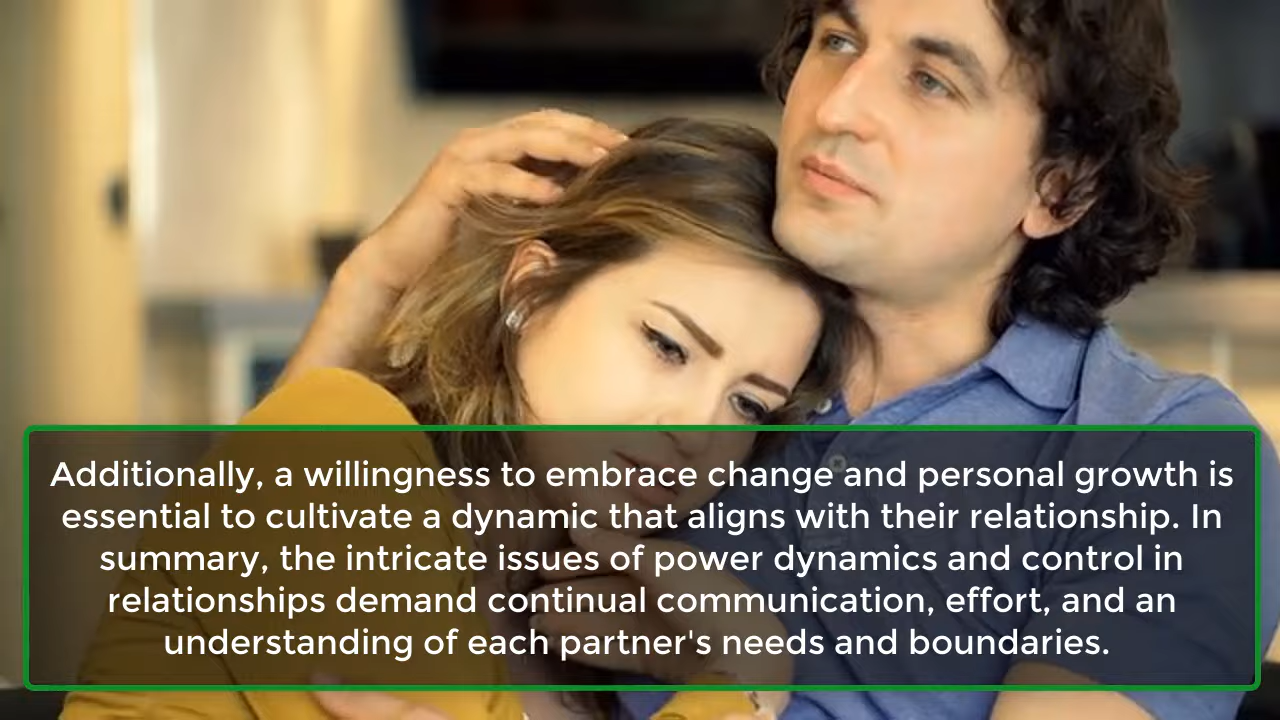 Additionally, a willingness to embrace change and personal growth is
essential to cultivate a dynamic that aligns with their relationship. In
summary, the intricate issues of power dynamics and control in
relationships demand continual communication, effort, and an
understanding of each partner's needs and boundaries.